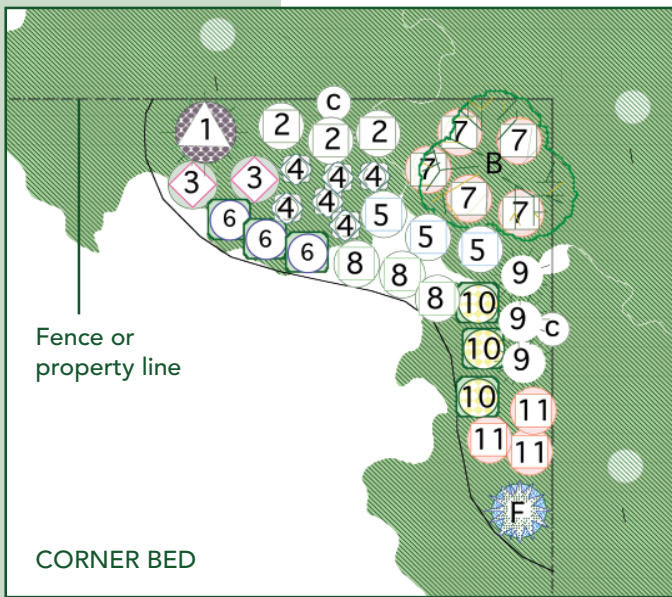 c
1 2 2 2 7 7
B
3 3 4 4 4 7
4 4 7 7
6 6 6 4 5 5 5
8 8 8 9
10 9 c
10 9
10 11
11 11
F
Fence or
property line
CORNER BED